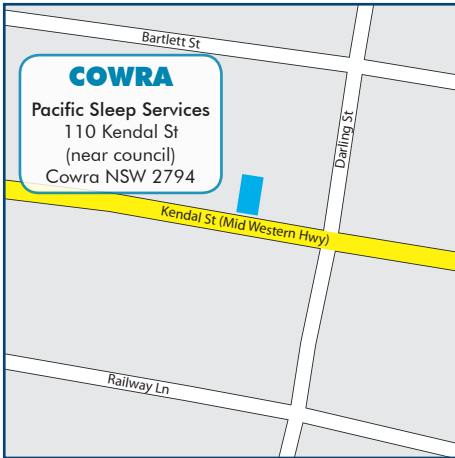 Bartlett St
COWRA
Pacific Sleep Services
110 Kendal St
(near council)
Cowra NSW 2794
Darling St
Kendal St (Mid Western Hwy)
Railway Ln